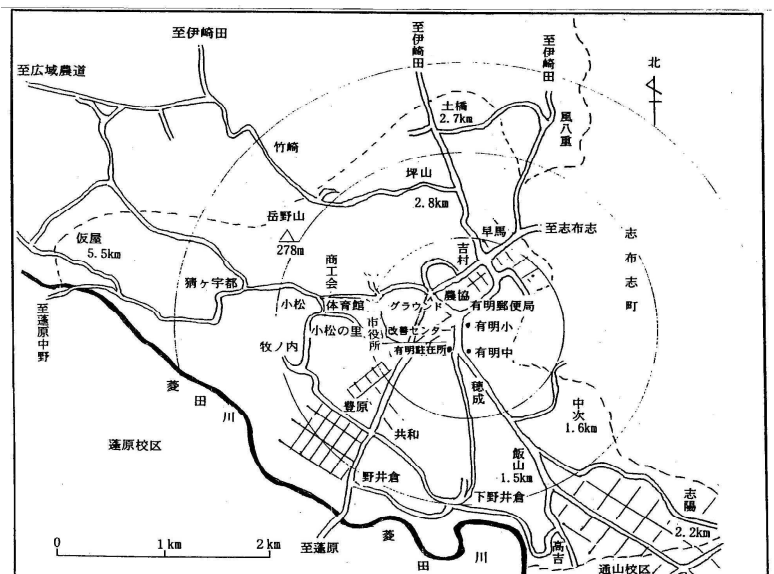 至伊崎田
至伊崎田
至伊崎田
北
至広域農道
土橋
2.7km
風八重
竹崎
坪山
2.8km
岳野山
278m
早馬
至志布志
志布志町
吉村
仮屋
5.5km
商工会
農協
有明郵便局
グラウンド
体育館
小松
小松の里
市役所
改善センター
有明小
有明駐在所
有明中
牧ノ内
至蓬原中野
菱田川
穂成
豊原
共和
中次
1.6km
蓬原校区
飯山
1.5km
野井倉
下野井倉
志陽
2.2km
至蓬原
菱田川
高吉
通山校区
0 1km 2km